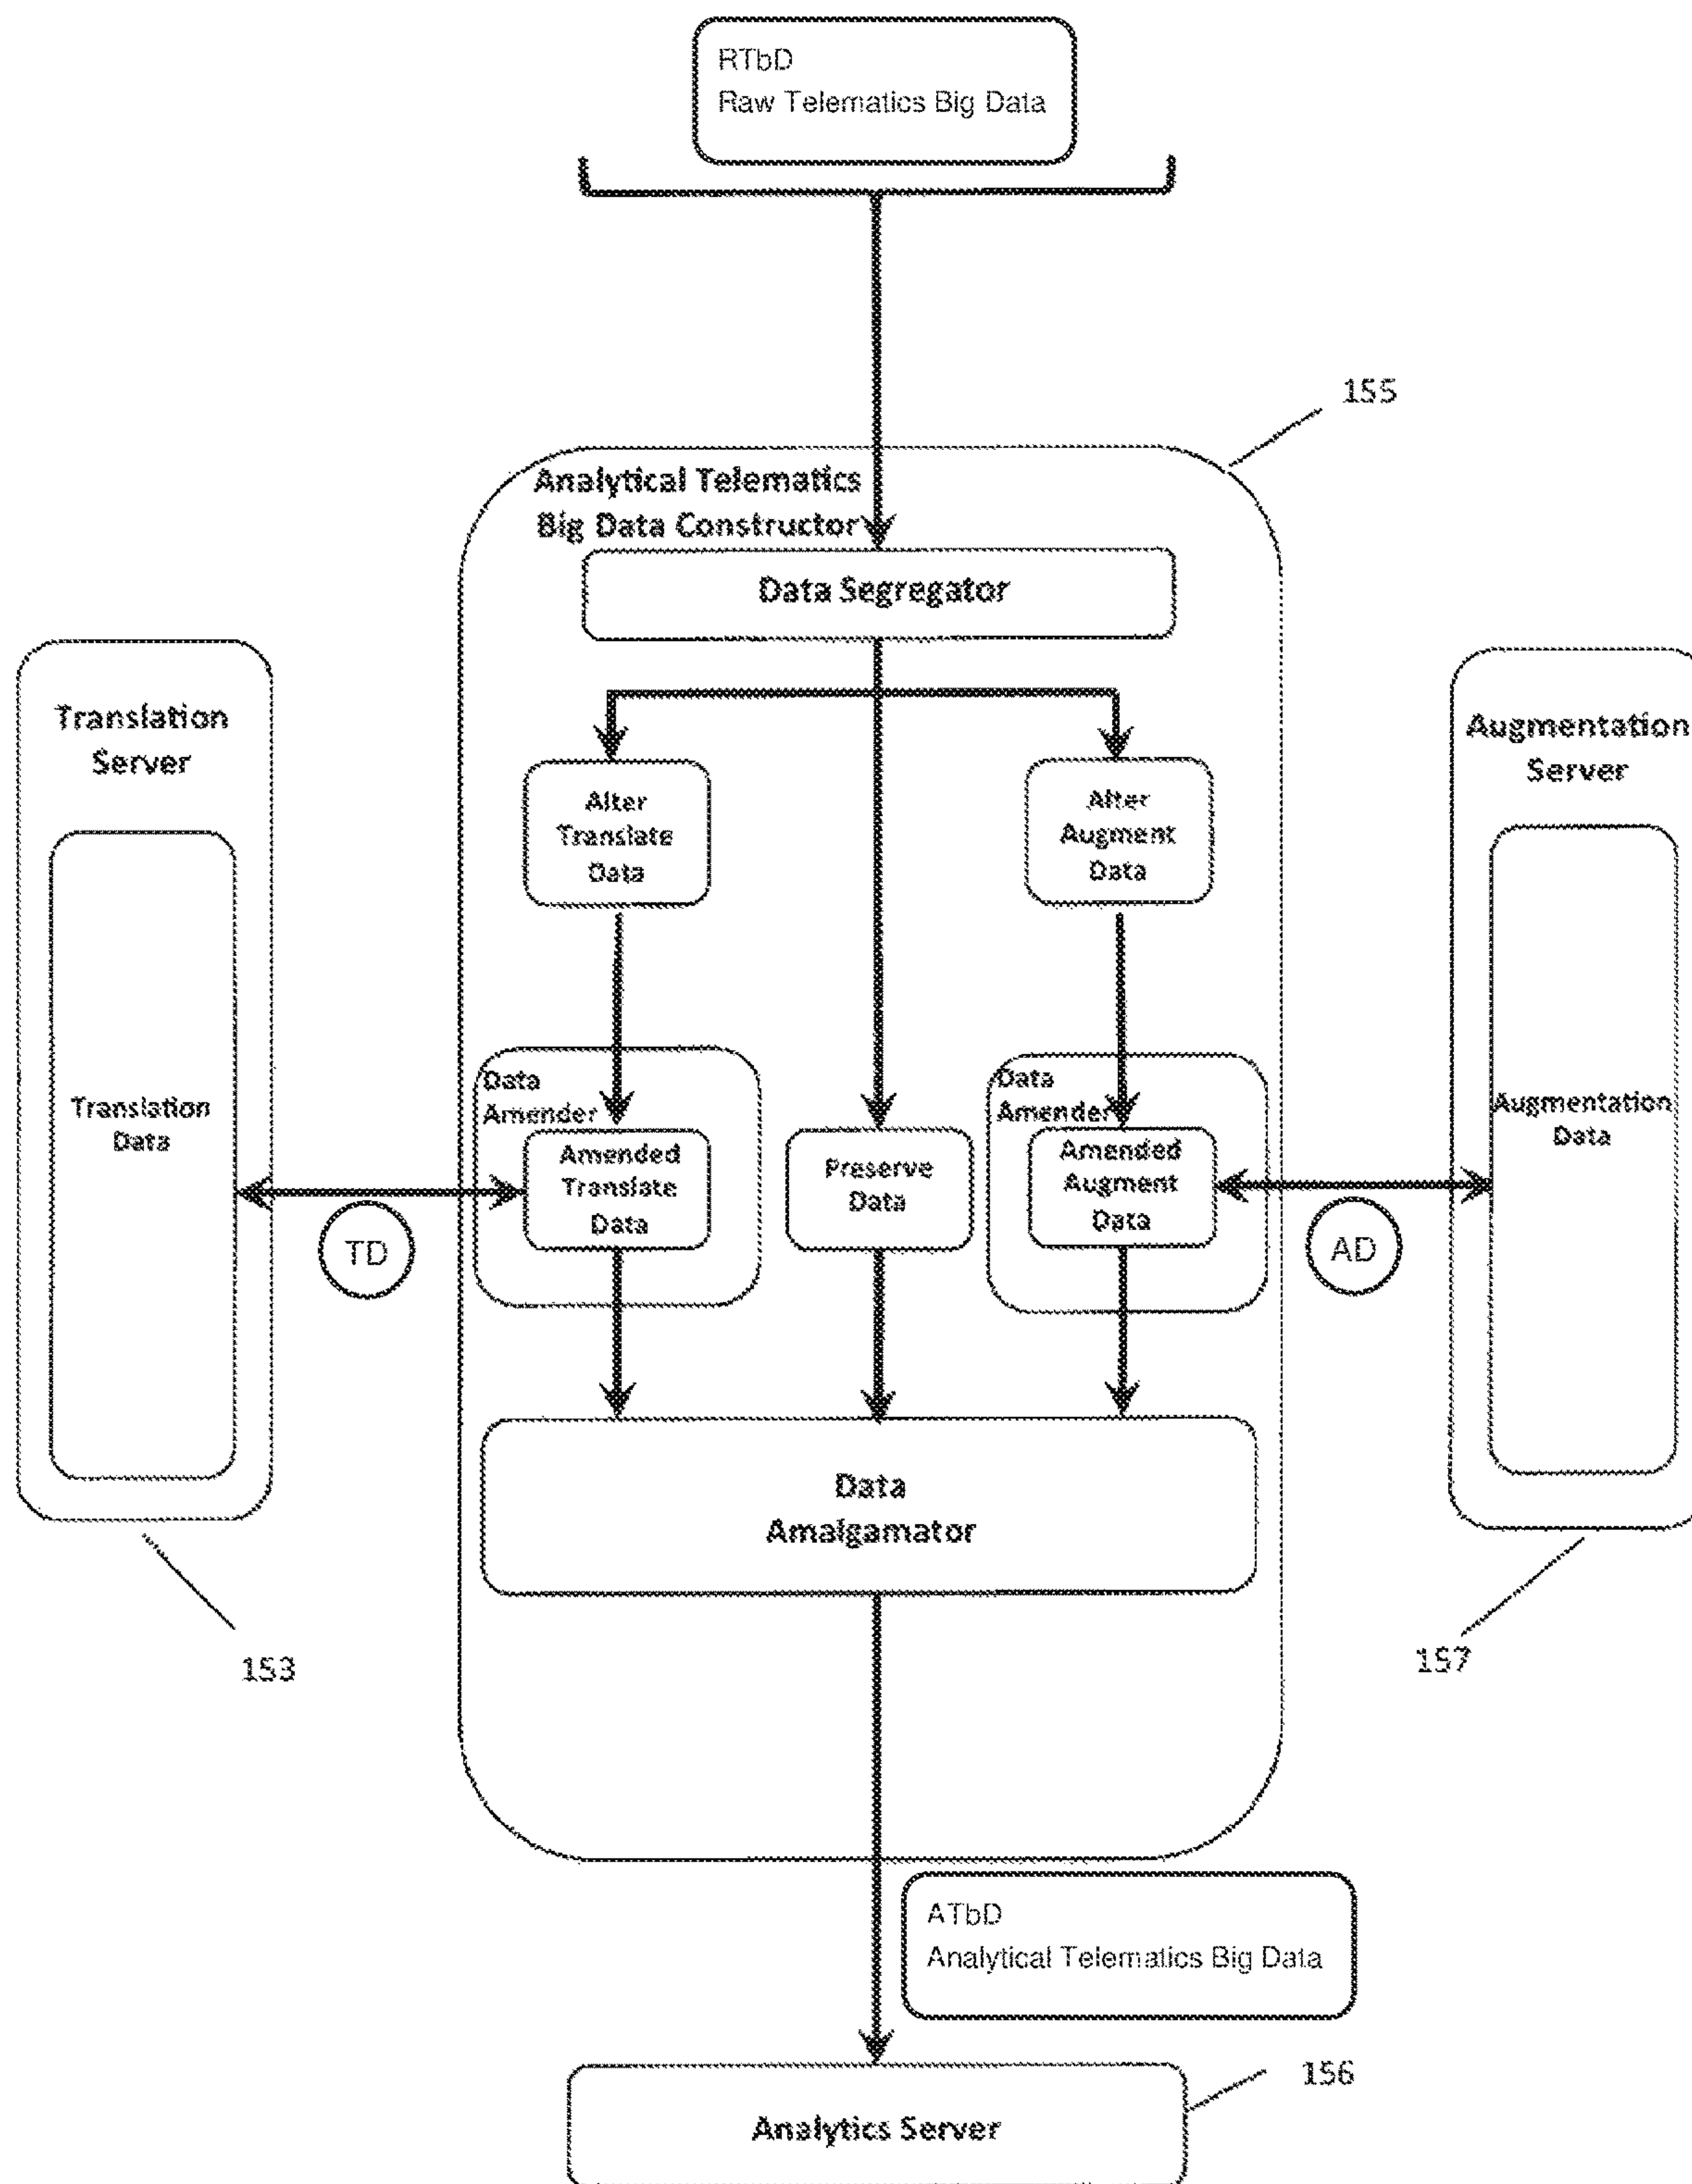 RTbD
Raw Telematics Big Data
155
Analytical Telematics
Big Data Constructor
Data Segregator
Translation
Server
Augmentation
Server
Alter
Translate
Data
Alter
Augment
Data
Translation
Data
Data
Amender
Amended
Translate
Data
Preserve
Data
Data
Amender
Amended
Augment
Data
Augmentation
Data
TD
AD
Data
Amalgamator
153
157
ATbD
Analytical Telematics Big Data
156
Analytics Server